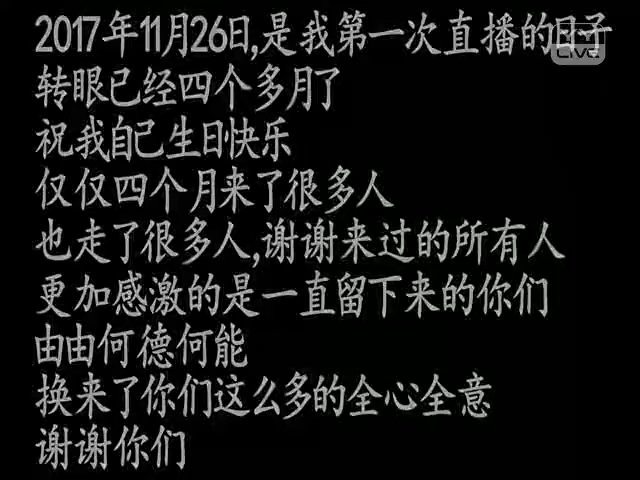 2017年11月26日,是我第一次直播的日子
LIVE
转眼已经四个多月了
祝我自己生日快乐
仅仅四个月来了很多人
也走了很多人,谢谢来过的所有人
更加感激的是一直留下来的你们
由由何德何能
换来了你们这么多的全心全意
谢谢你们